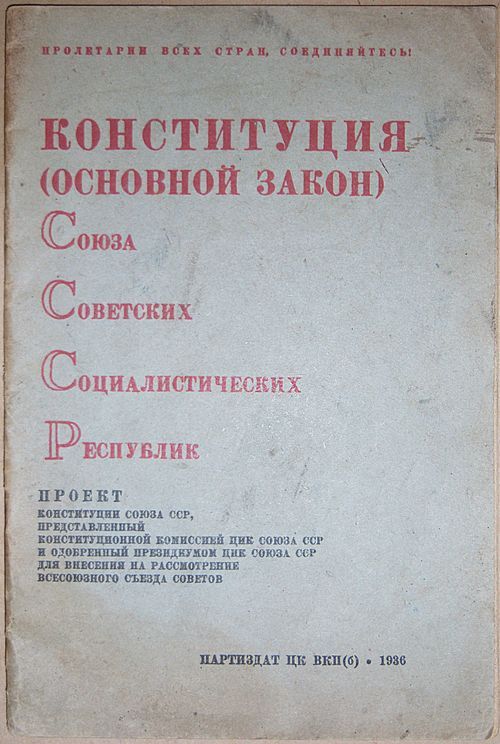 ПРОЛЕТАРИИ ВСЕХ СТРАН, СОЕДИНЯЙТЕСЬ!
КОНСТИТУЦИЯ
(ОСНОВНОЙ ЗАКОН)
СОЮЗА
СОВЕТСКИХ
СОЦИАЛИСТИЧЕСКИХ
РЕСПУБЛИК
ПРОЕКТ
КОНСТИТУЦИИ СОЮЗА ССР,
ПРЕДСТАВЛЕННЫЙ
КОНСТИТУЦИОННОЙ КОМИССИЕЙ ЦИК СОЮЗА ССР
И ОДОБРЕННЫЙ ПРЕЗИДИУМОМ ЦИК СОЮЗА ССР
ДЛЯ ВНЕСЕНИЯ НА РАССМОТРЕНИЕ
ВСЕСОЮЗНОГО СЪЕЗДА СОВЕТОВ
ПАРТИЗДАТ ЦК ВКП(б) • 1936